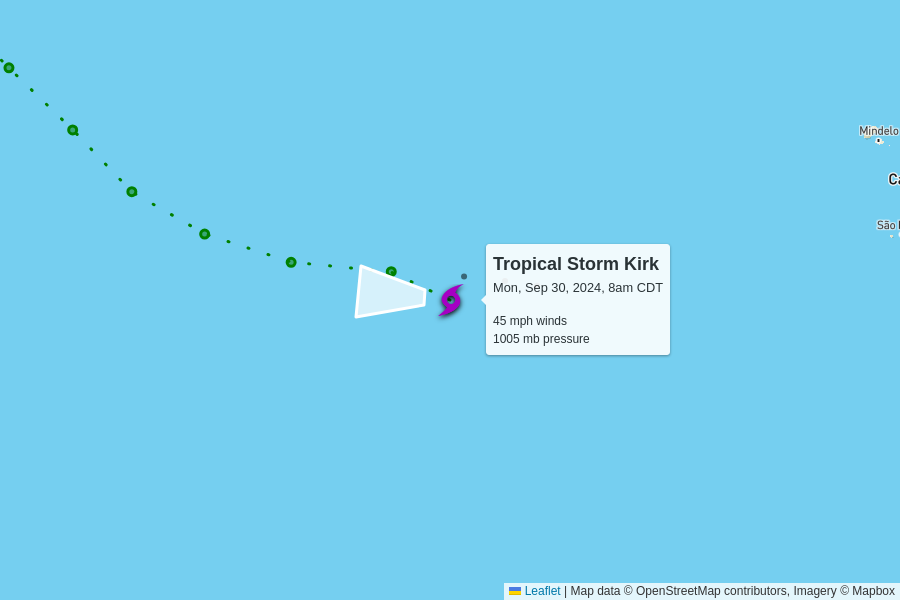 Mindelo
Ca
São
Tropical Storm Kirk
Mon, Sep 30, 2024, 8am CDT
45 mph winds
1005 mb pressure
Leaflet | Map data © OpenStreetMap contributors, Imagery © Mapbox